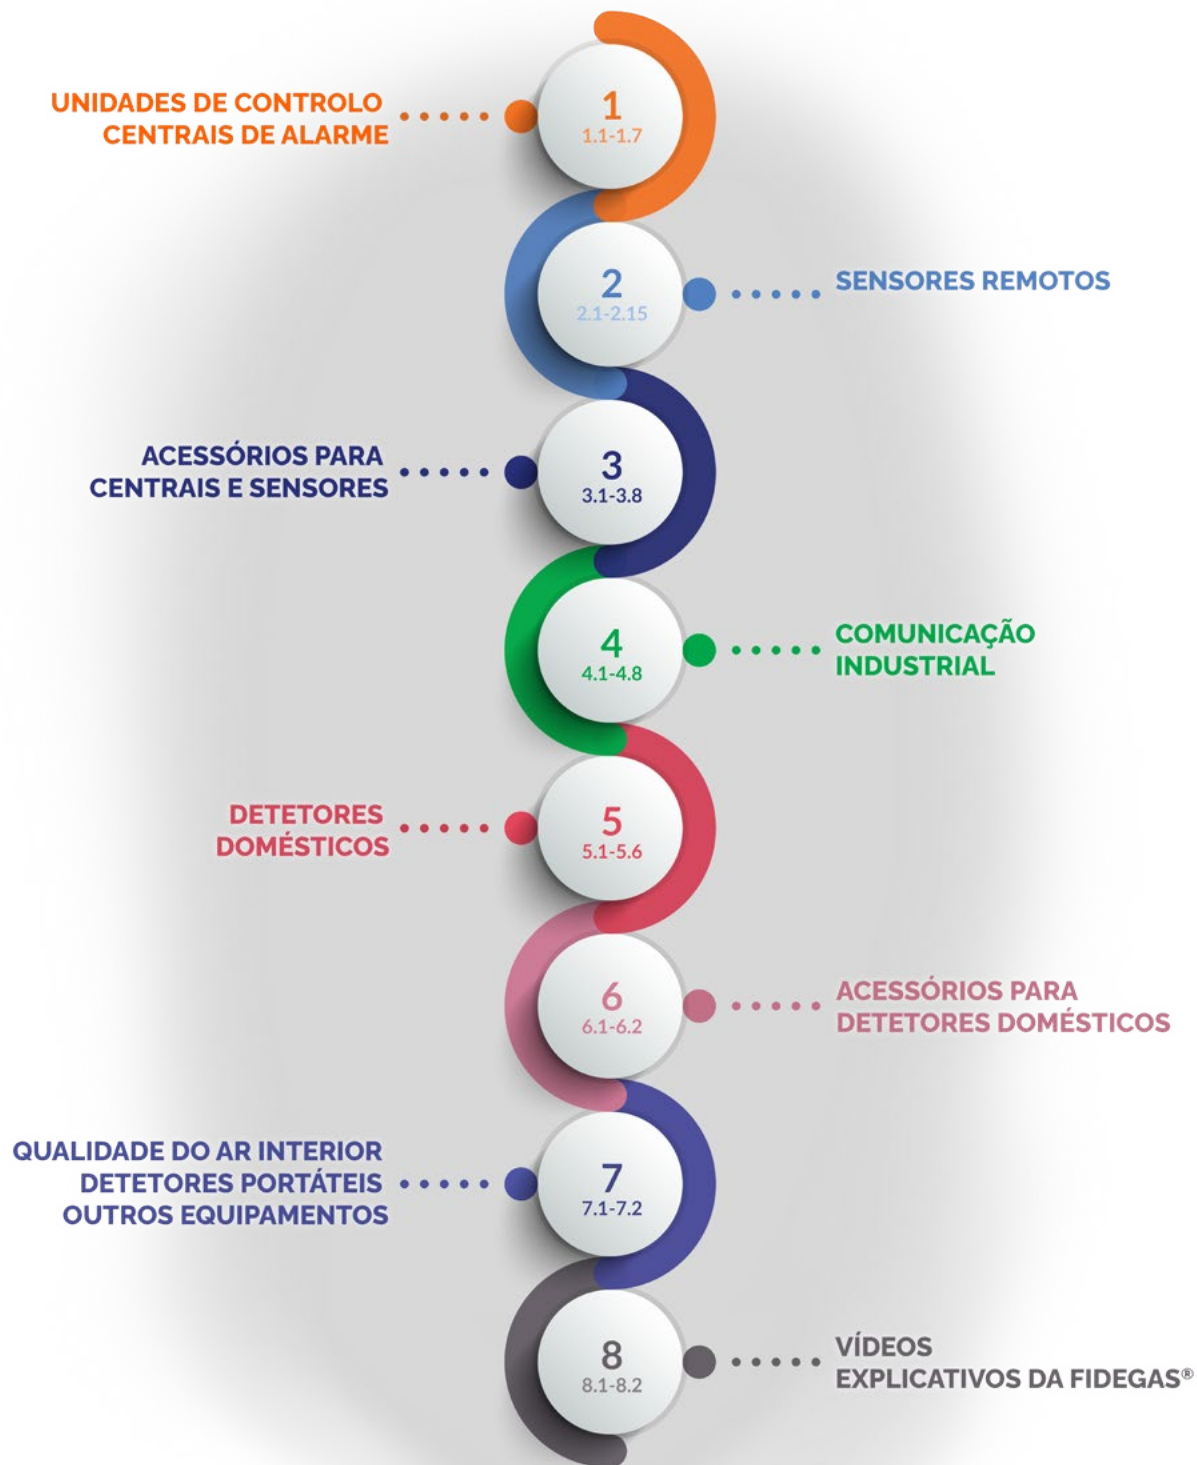 UNIDADES DE CONTROLO
CENTRAIS DE ALARME
1
1.1-1.7
2
2.1-2.15
SENSORES REMOTOS
ACESSÓRIOS PARA
CENTRAIS E SENSORES
3
3.1-3.8
4
4.1-4.8
COMUNICAÇÃO
INDUSTRIAL
DETETORES
DOMÉSTICOS
5
5.1-5.6
6
6.1-6.2
ACESSÓRIOS PARA
DETETORES DOMÉSTICOS
QUALIDADE DO AR INTERIOR
DETETORES PORTÁTEIS
OUTROS EQUIPAMENTOS
7
7.1-7.2
8
8.1-8.2
VÍDEOS
EXPLICATIVOS DA FIDEGAS®